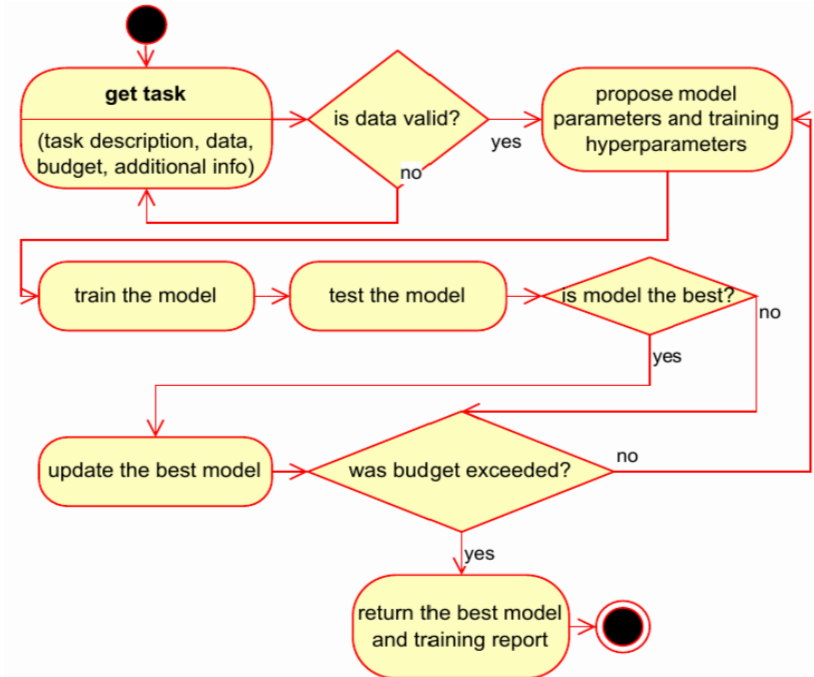 get task
(task description, data,
budget, additional info)
is data valid?
yes
no
propose model
parameters and training
hyperparameters
train the model
test the model
is model the best?
no
yes
update the best model
was budget exceeded?
no
yes
return the best model
and training report